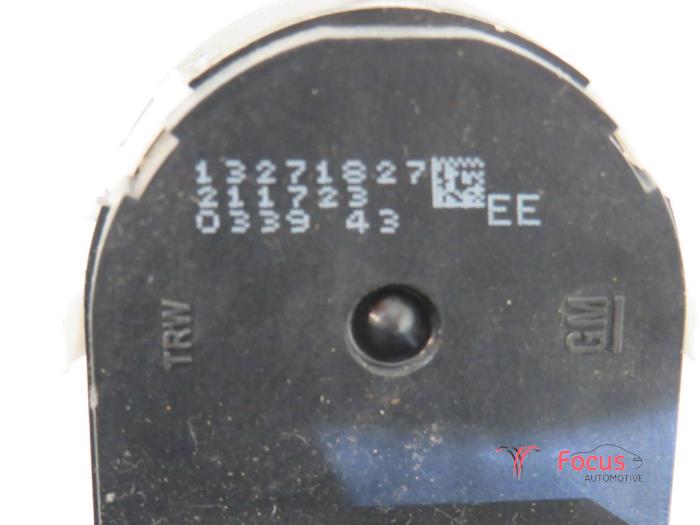 13271827
211723
0339 43
EE
TRW
GM
Focus
AUTOMOTIVE